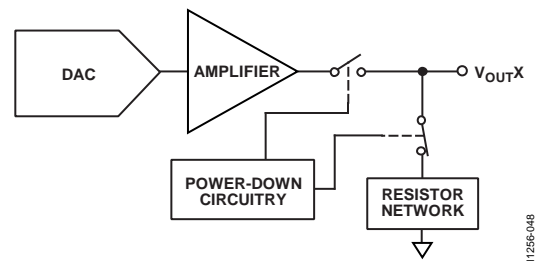 DAC
AMPLIFIER
VOUTX
POWER-DOWN
CIRCUITRY
RESISTOR
NETWORK
11256-048